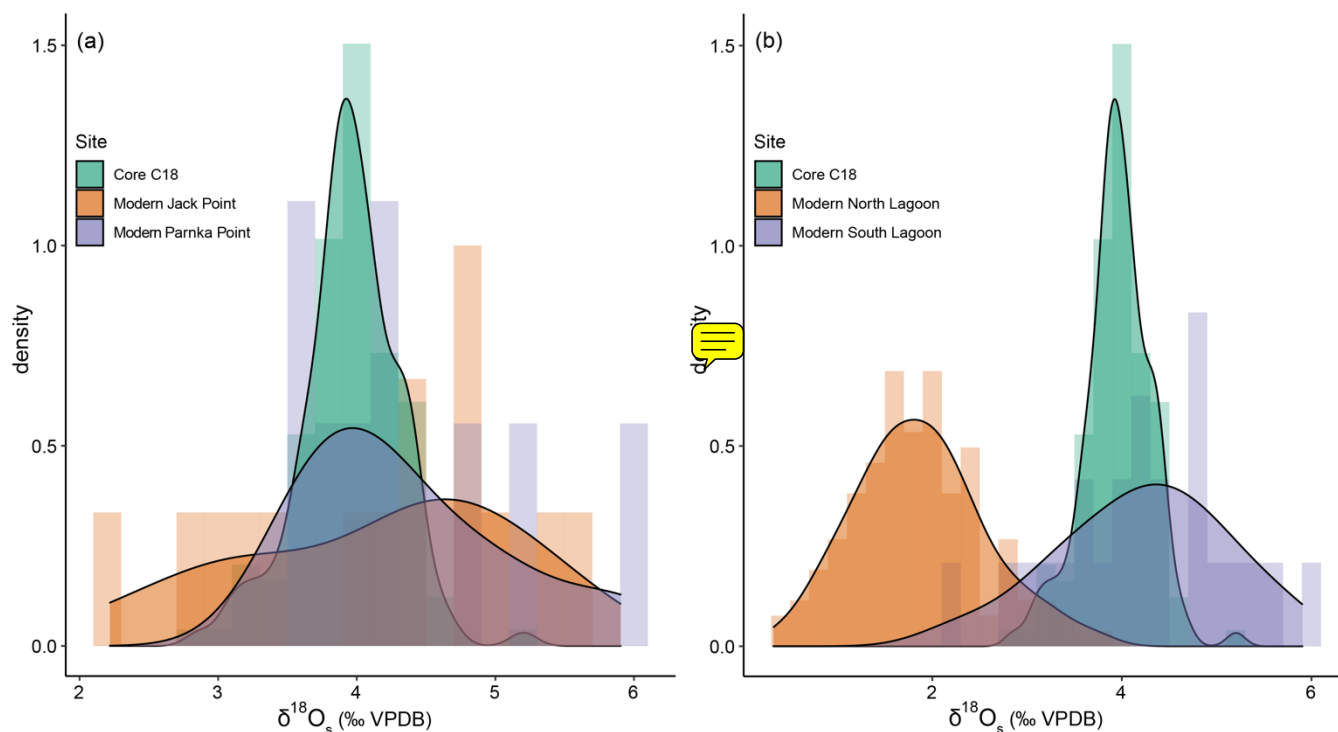 (a)
1.5
1.0
0.5
0.0
density
Site
Core C18
Modern Jack Point
Modern Parnka Point
2
3
4
5
6
δ¹⁸Oₛ (‰ VPDB)
(b)
1.5
1.0
0.5
0.0
density
Site
Core C18
Modern North Lagoon
Modern South Lagoon
2
4
6
δ¹⁸Oₛ (‰ VPDB)